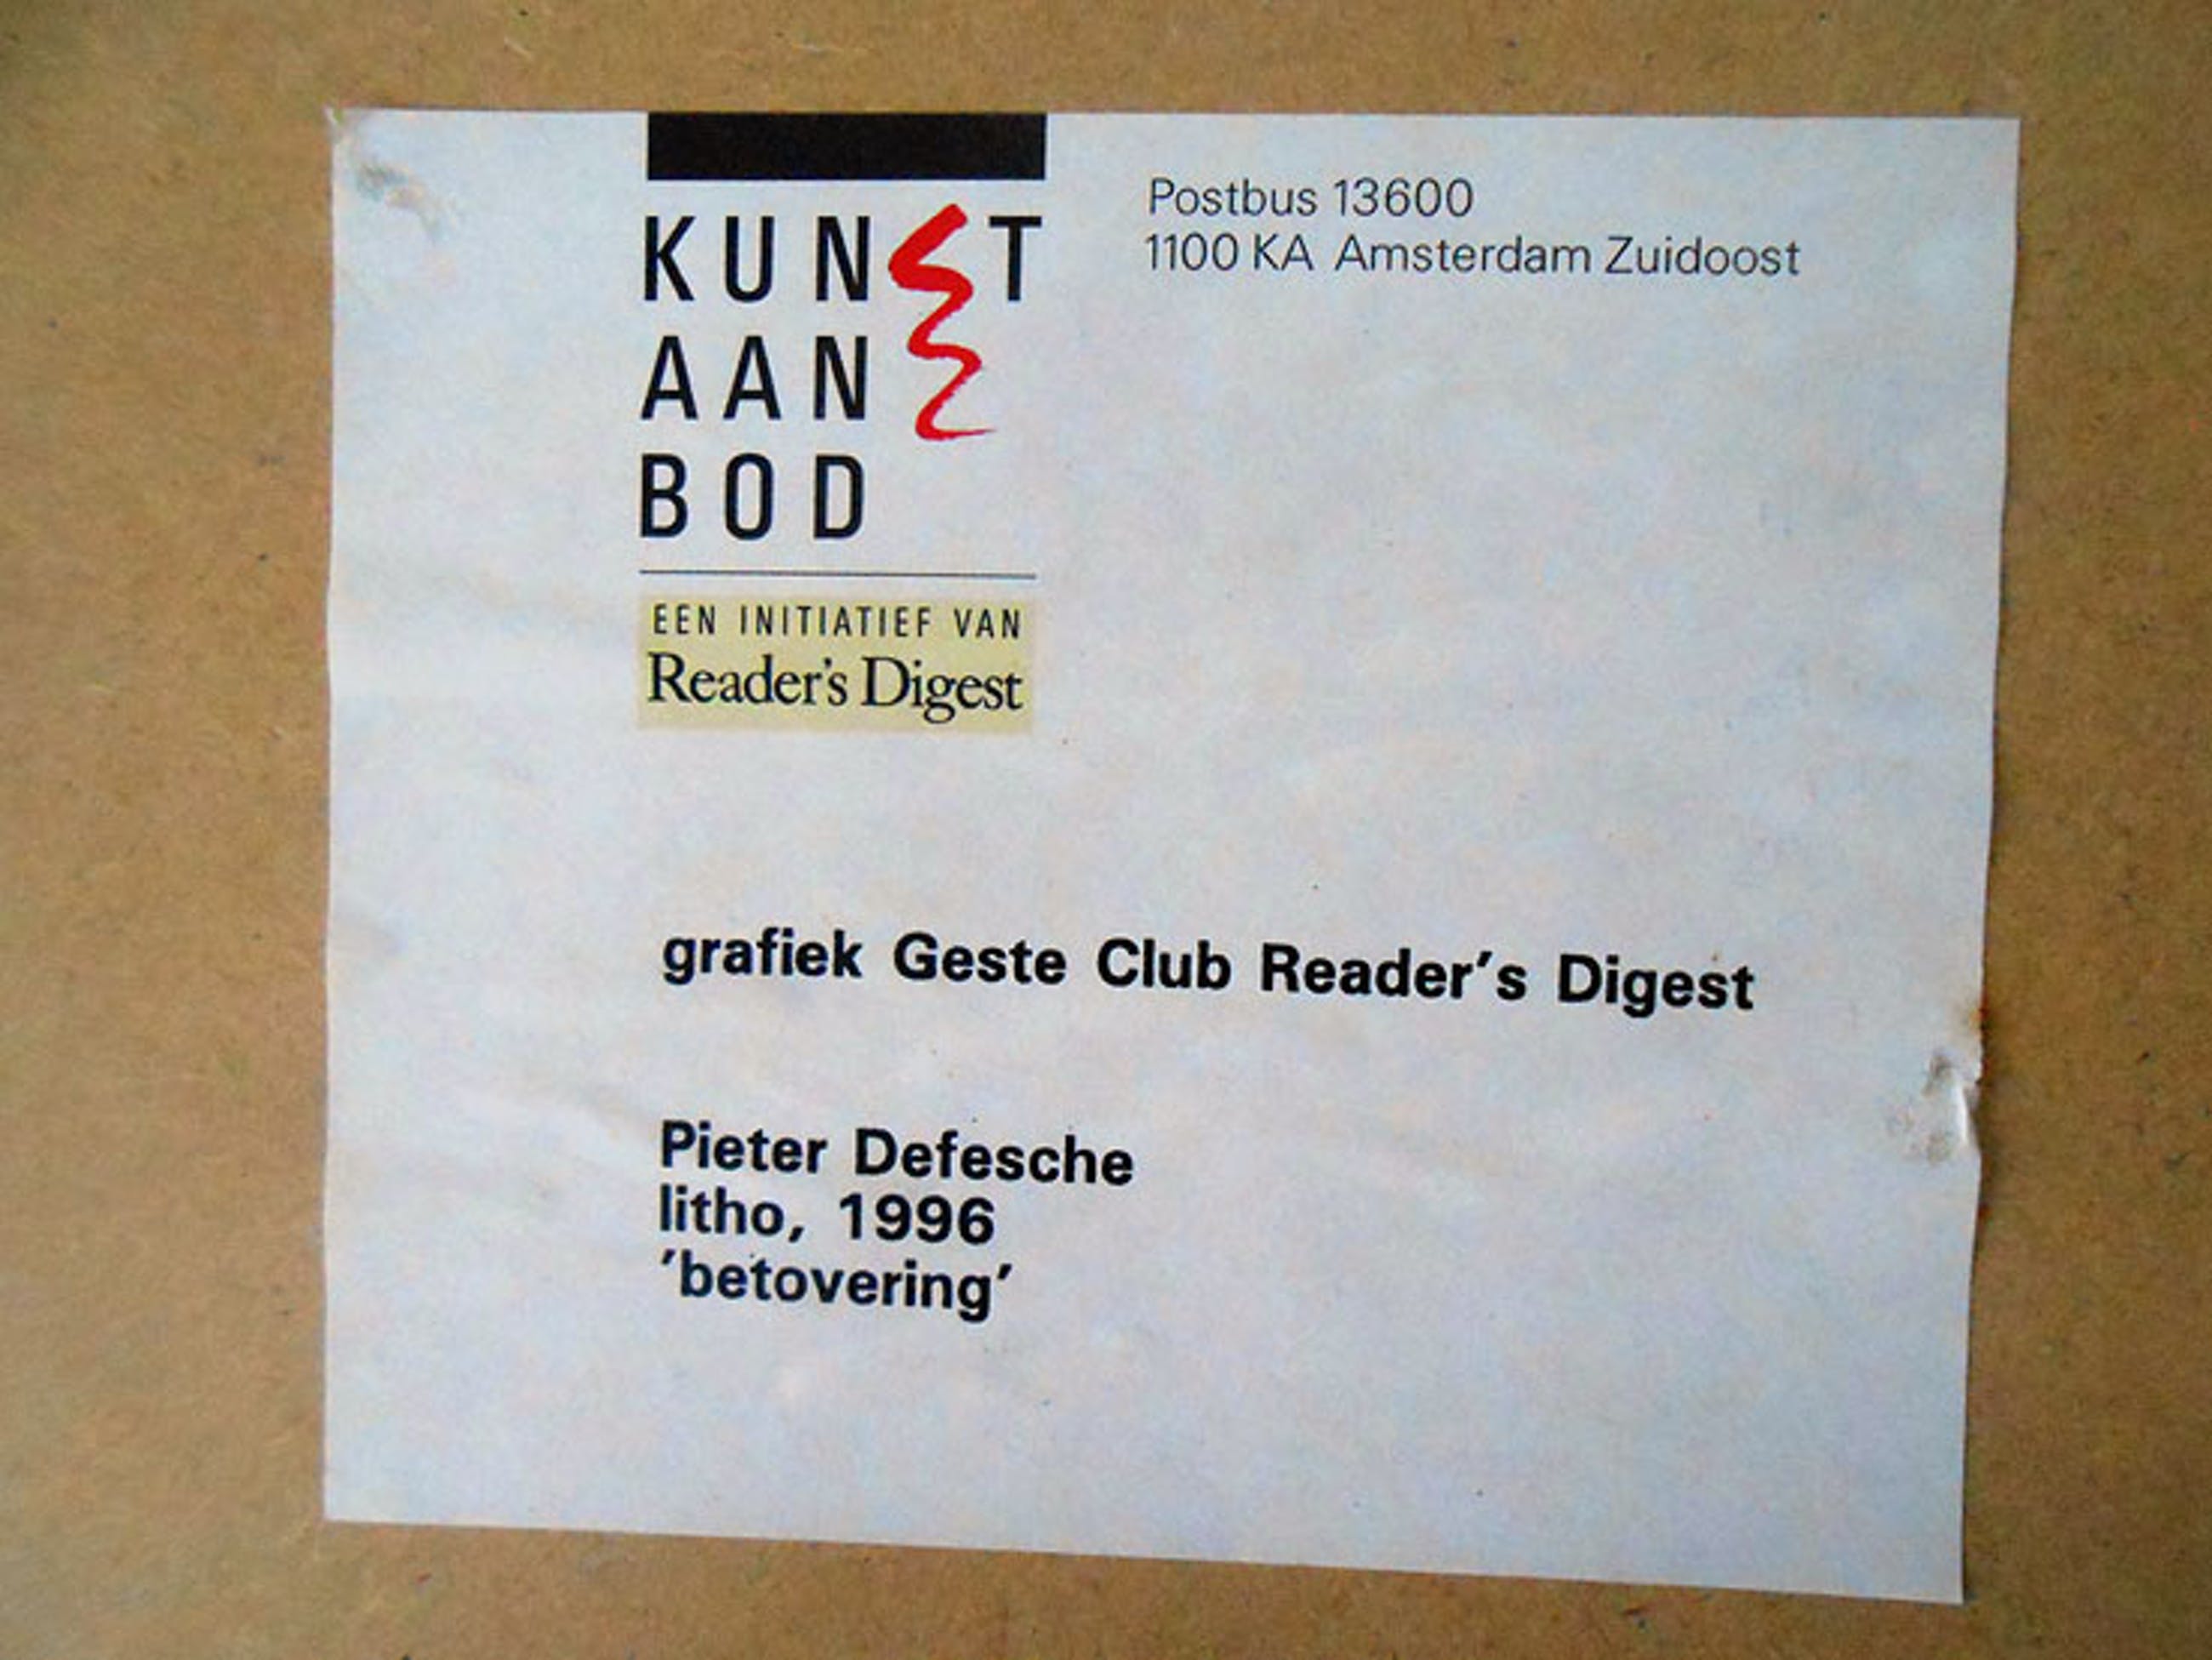 KUNST
AAN
BOD
EEN INITIATIEF VAN
Reader's Digest
Postbus 13600
1100 KA Amsterdam Zuidoost
grafiek Geste Club Reader's Digest
Pieter Defesche
litho, 1996
'betovering'